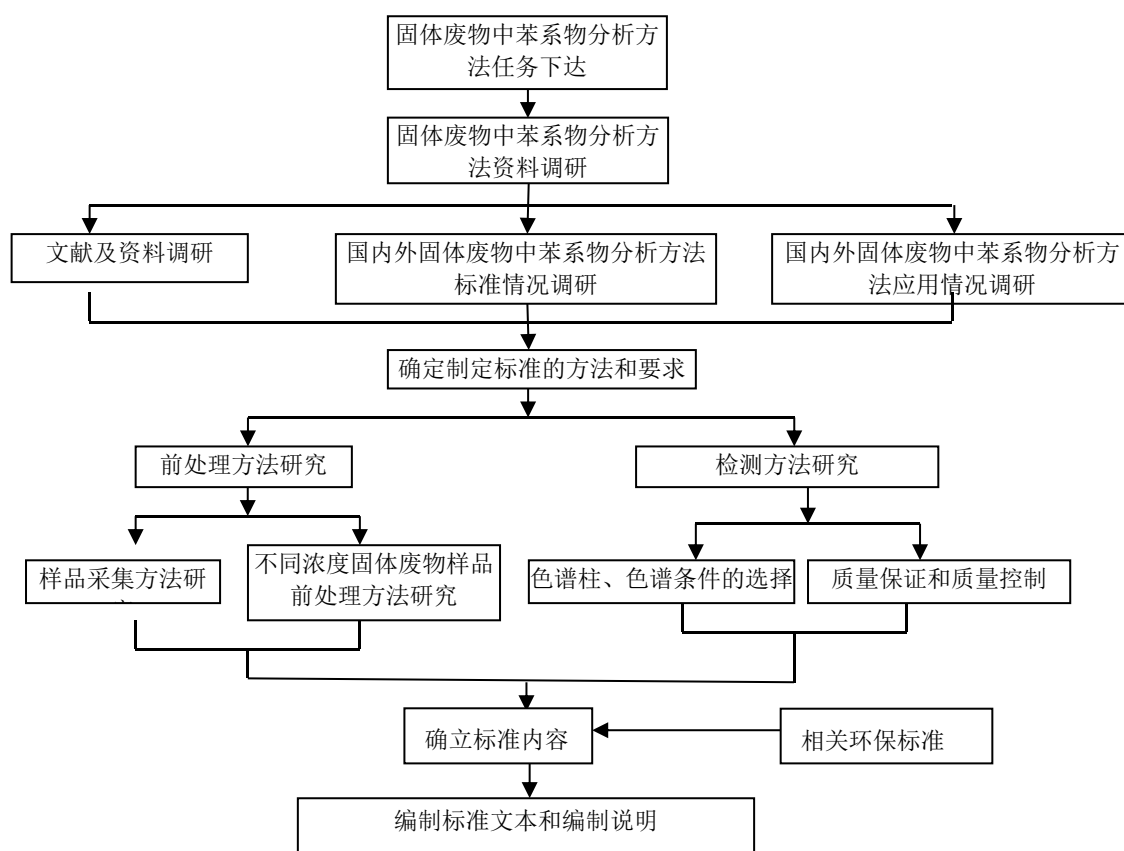 固体废物中苯系物分析方
法任务下达
固体废物中苯系物分析方
法资料调研
文献及资料调研
国内外固体废物中苯系物分析方法
标准情况调研
国内外固体废物中苯系物分析方
法应用情况调研
确定制定标准的方法和要求
前处理方法研究
检测方法研究
样品采集方法研
不同浓度固体废物样品
前处理方法研究
色谱柱、色谱条件的选择
质量保证和质量控制
确立标准内容
相关环保标准
编制标准文本和编制说明